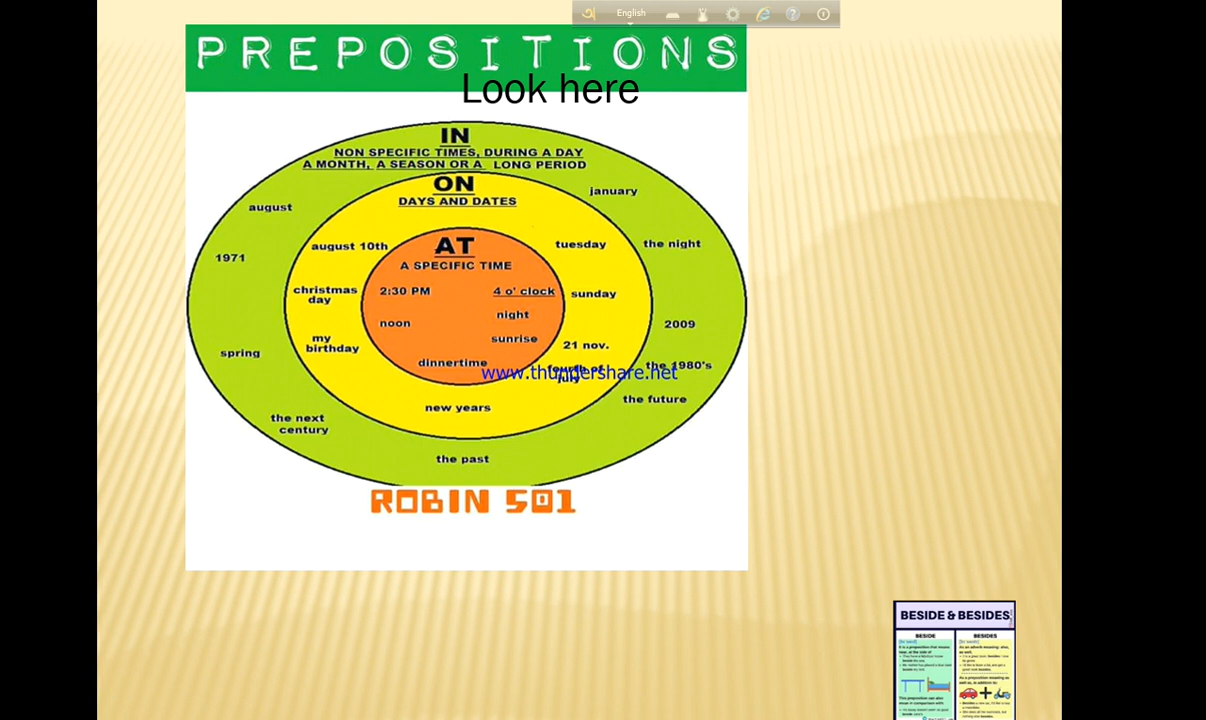 English
PREPOSITIONS
Look here
IN
NON SPECIFIC TIMES, DURING A DAY
A MONTH, A SEASON OR A LONG PERIOD
ON
DAYS AND DATES
january
august
august 10th
AT
tuesday
the night
1971
A SPECIFIC TIME
christmas
day
2:30 PM
4 o' clock
sunday
night
noon
2009
my
birthday
sunrise
21 nov.
spring
dinnertime
fourth of
july
the 1980's
www.thundershare.net
the future
new years
the next
century
the past
ROBIN 501
BESIDE & BESIDES
BESIDE
BESIDES